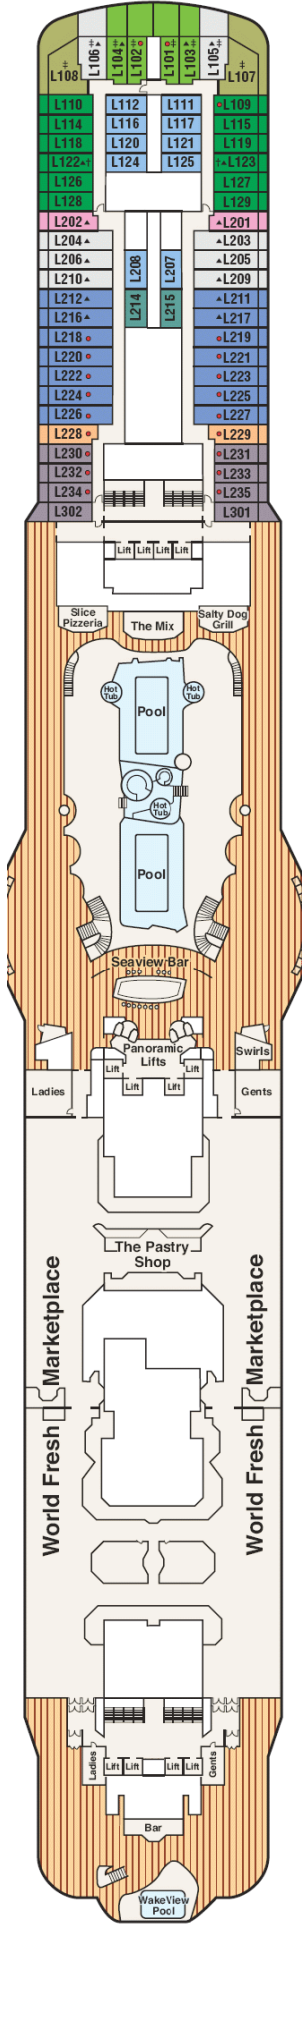 L108 ‡
L106 ‡▲
L104 ‡▲
L102 ‡
L101 ‡
L103 ‡▲
L105 ‡▲
L107 ‡
L110 L112 L111 L109
L114 L116 L117 L115
L118 L120 L121 L119
L122▲† L124 L125 †▲L123
L126 L127
L128 L129
L202▲ ▲L201
L204▲ ▲L203
L206▲ L208 L207 ▲L205
L210▲ ▲L209
L212▲ L214 L215 ▲L211
L216▲ ▲L217
L218 L219
L220 L221
L222 L223
L224 L225
L226 L227
L228 L229
L230 L231
L232 L233
L234 L235
L302 L301
Lift Lift Lift Lift
Slice
Pizzeria
The Mix
Salty Dog
Grill
Hot
Tub
Pool
Hot
Tub
Hot
Tub
Pool
Seaview Bar
Panoramic
Lifts
Swirls
Lift Lift
Lift Lift
Ladies Gents
The Pastry
Shop
World Fresh Marketplace
World Fresh Marketplace
Ladies
Lift Lift Lift Lift
Gents
Bar
WakeView
Pool